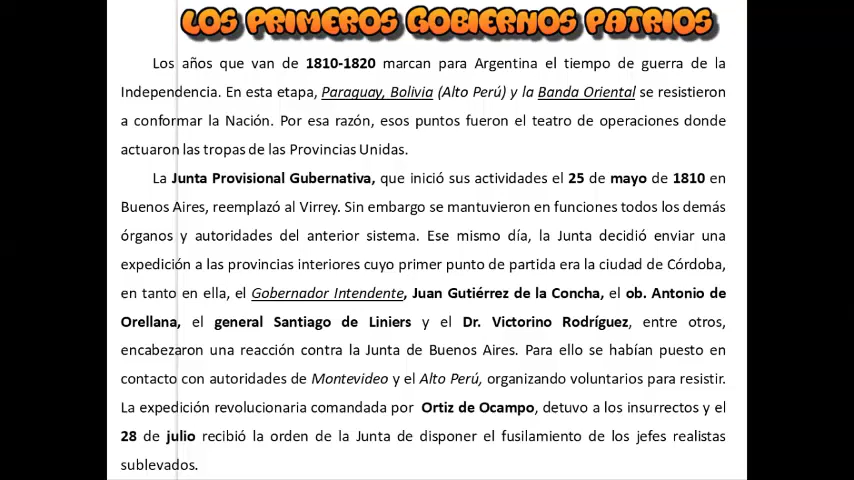 LOS PRIMEROS GOBIERNOS PATRIOS
Los años que van de 1810-1820 marcan para Argentina el tiempo de guerra de la
Independencia. En esta etapa, Paraguay, Bolivia (Alto Perú) y la Banda Oriental se resistieron
a conformar la Nación. Por esa razón, esos puntos fueron el teatro de operaciones donde
actuaron las tropas de las Provincias Unidas.
La Junta Provisional Gubernativa, que inició sus actividades el 25 de mayo de 1810 en
Buenos Aires, reemplazó al Virrey. Sin embargo se mantuvieron en funciones todos los demás
órganos y autoridades del anterior sistema. Ese mismo día, la Junta decidió enviar una
expedición a las provincias interiores cuyo primer punto de partida era la ciudad de Córdoba,
en tanto en ella, el Gobernador Intendente, Juan Gutiérrez de la Concha, el ob. Antonio de
Orellana, el general Santiago de Liniers y el Dr. Victorino Rodríguez, entre otros,
encabezaron una reacción contra la Junta de Buenos Aires. Para ello se habían puesto en
contacto con autoridades de Montevideo y el Alto Perú, organizando voluntarios para resistir.
La expedición revolucionaria comandada por Ortiz de Ocampo, detuvo a los insurrectos y el
28 de julio recibió la orden de la Junta de disponer el fusilamiento de los jefes realistas
sublevados.